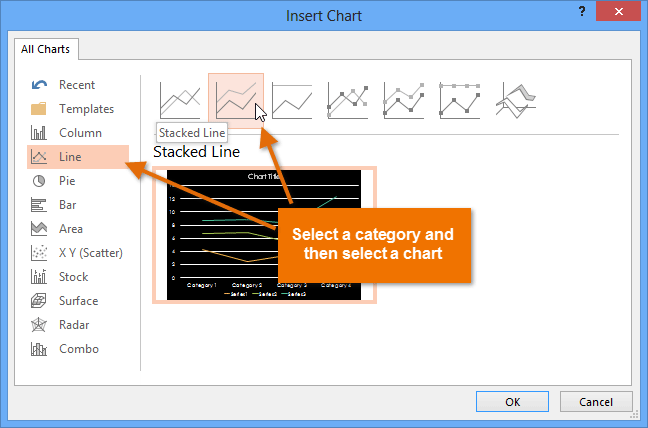 Insert Chart
?
All Charts
Recent
Templates
Column
Line
Pie
Bar
Area
X Y (Scatter)
Stock
Surface
Radar
Combo
Stacked Line
Stacked Line
Chart Title
14
12
10
8
6
4
2
0
Category 1 Category 2 Category 3 Category 4
Series1 Series2 Series3
Select a category and
then select a chart
OK
Cancel